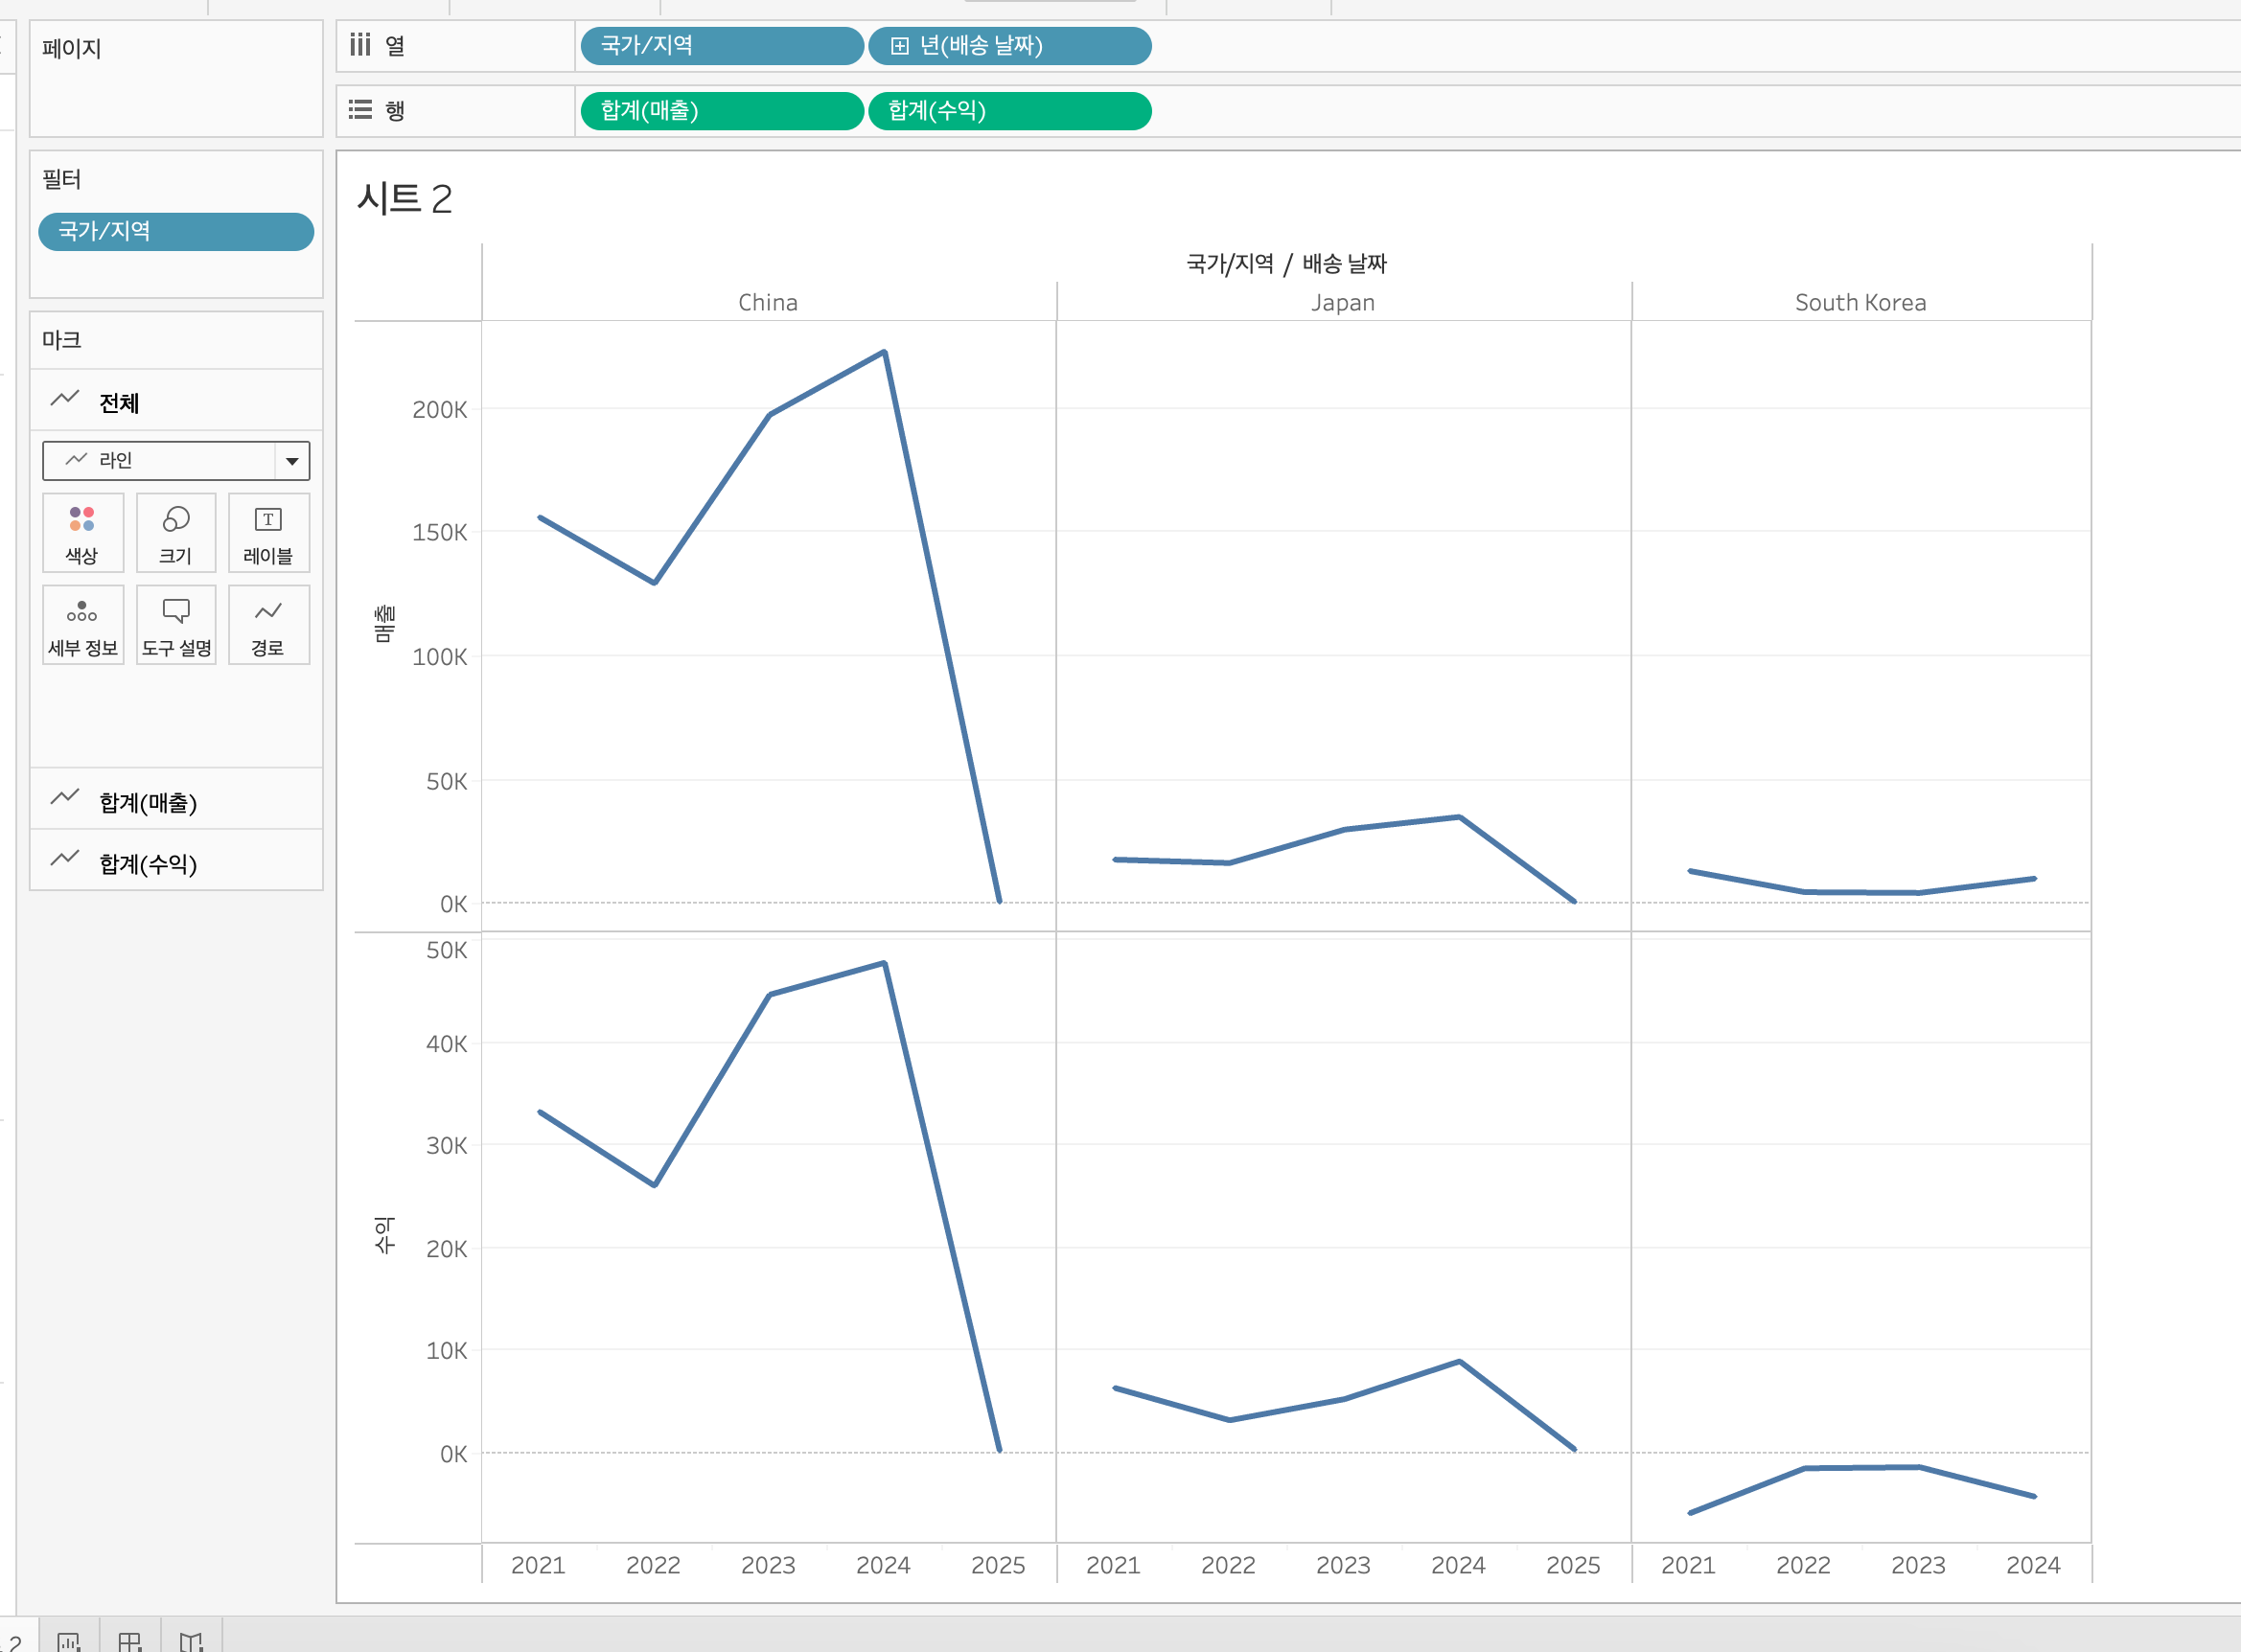 페이지
열
국가/지역
년(배송 날짜)
행
합계(매출)
합계(수익)
필터
국가/지역
마크
전체
라인
색상
크기
T
레이블
세부 정보
도구 설명
경로
합계(매출)
합계(수익)
시트 2
국가/지역 / 배송 날짜
China
Japan
South Korea
매출
200K
150K
100K
50K
0K
수익
50K
40K
30K
20K
10K
0K
2021 2022 2023 2024 2025 2021 2022 2023 2024 2025 2021 2022 2023 2024
2